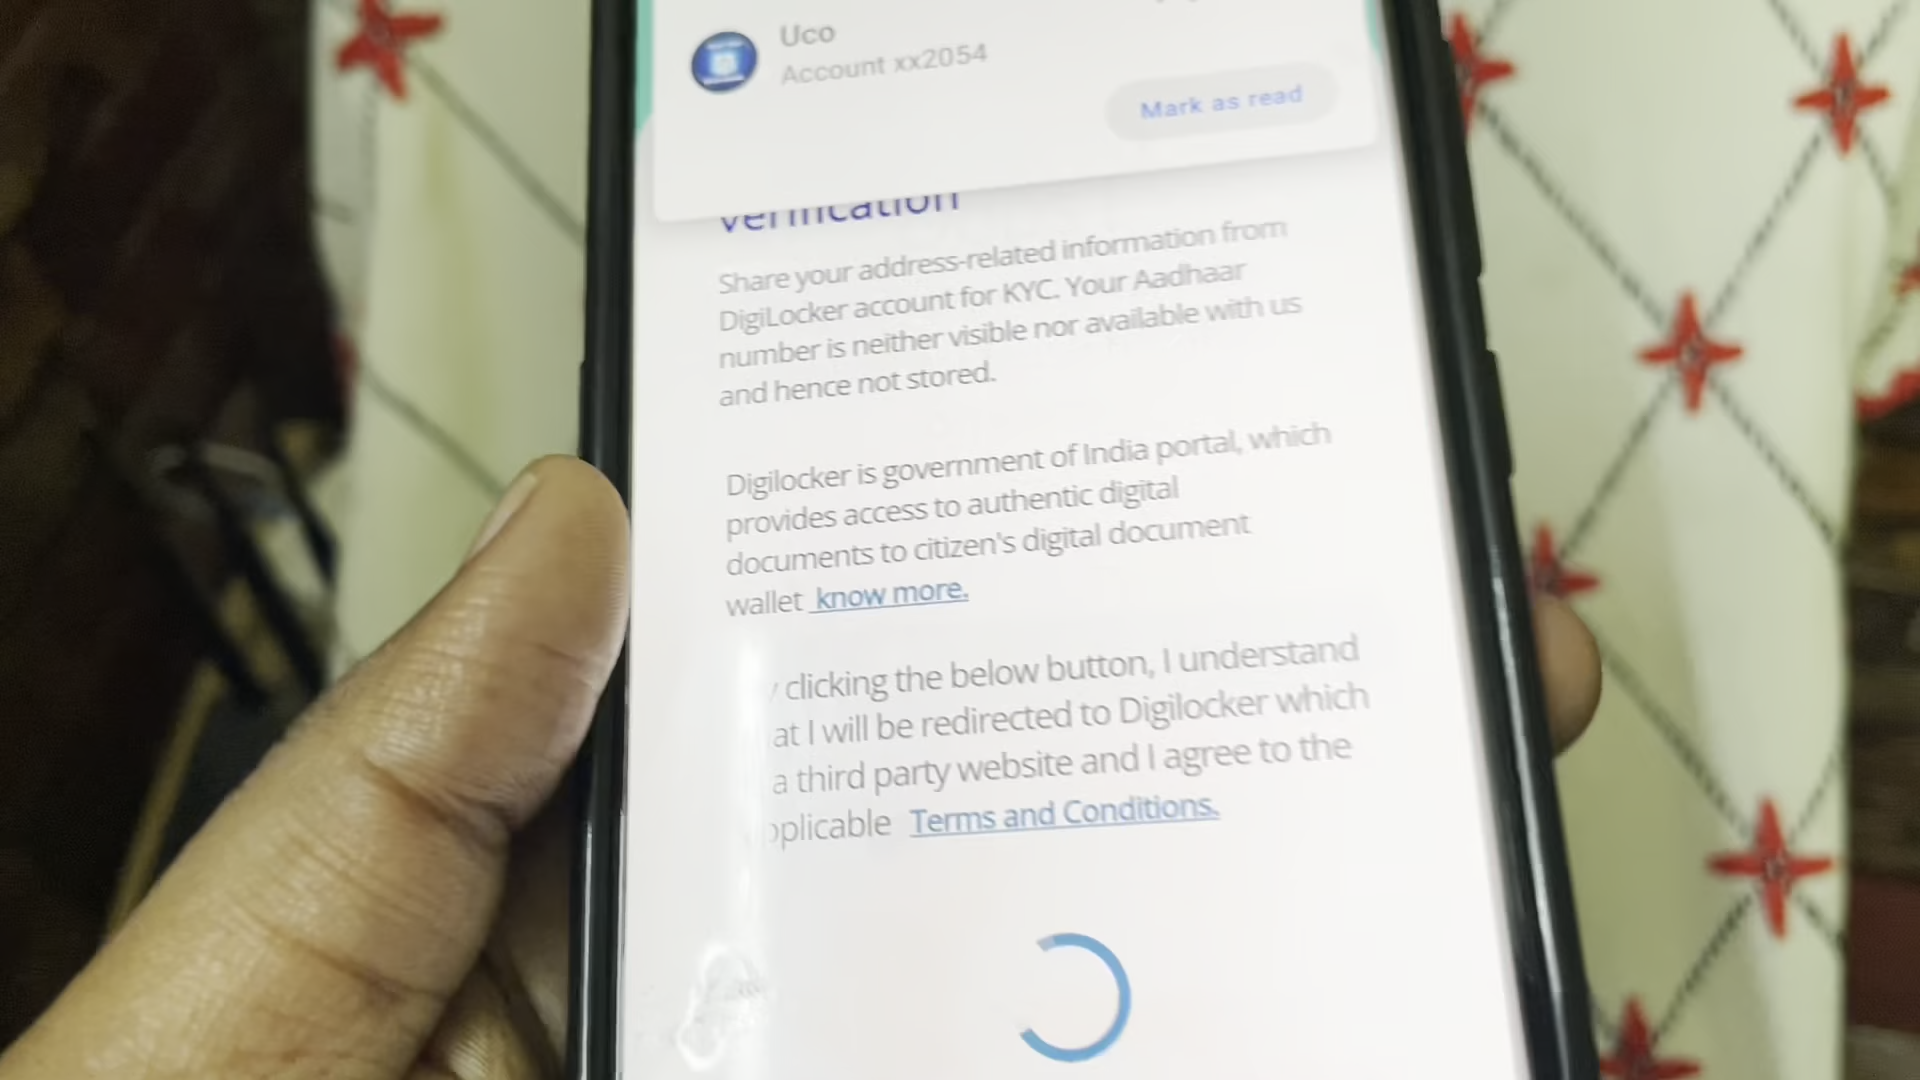 Uco
Account xx2054
Mark as read
verification
Share your address-related information from
DigiLocker account for KYC. Your Aadhaar
number is neither visible nor available with us
and hence not stored.
Digilocker is government of India portal, which
provides access to authentic digital
documents to citizen's digital document
wallet know more.
clicking the below button, I understand
at I will be redirected to Digilocker which
a third party website and I agree to the
pplicable Terms and Conditions.